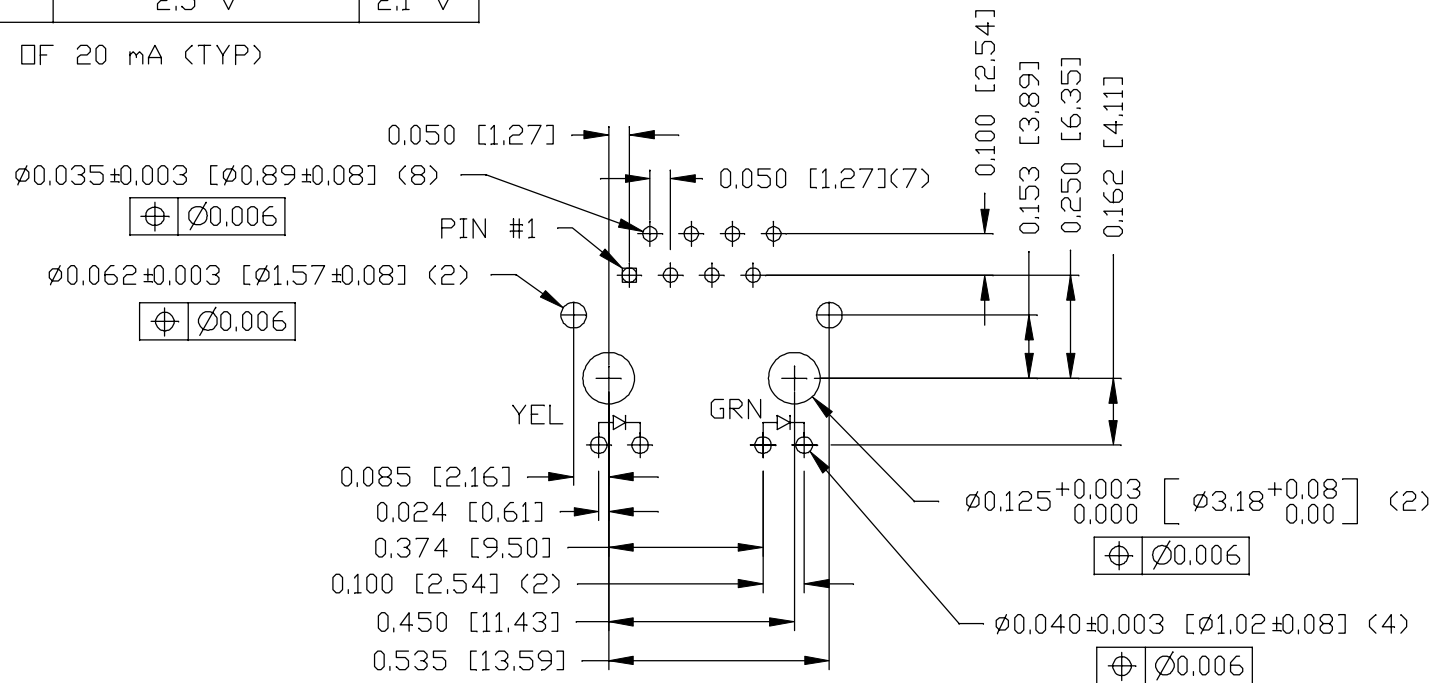 2.5 V 2.1 V
OF 20 mA (TYP)
0.100 [2.54]
0.153 [3.89]
0.250 [6.35]
0.162 [4.11]
0.050 [1.27]
Ø0.035±0.003 [Ø0.89±0.08] (8)
0.050 [1.27](7)
Ø0.006
PIN #1
Ø0.062±0.003 [Ø1.57±0.08] (2)
Ø0.006
YEL GRN
0.085 [2.16]
Ø0.125 +0.003 0.000 [ Ø3.18 +0.08 0.00 ] (2)
0.024 [0.61]
0.374 [9.50]
Ø0.006
0.100 [2.54] (2)
0.450 [11.43]
Ø0.040±0.003 [Ø1.02±0.08] (4)
0.535 [13.59]
Ø0.006